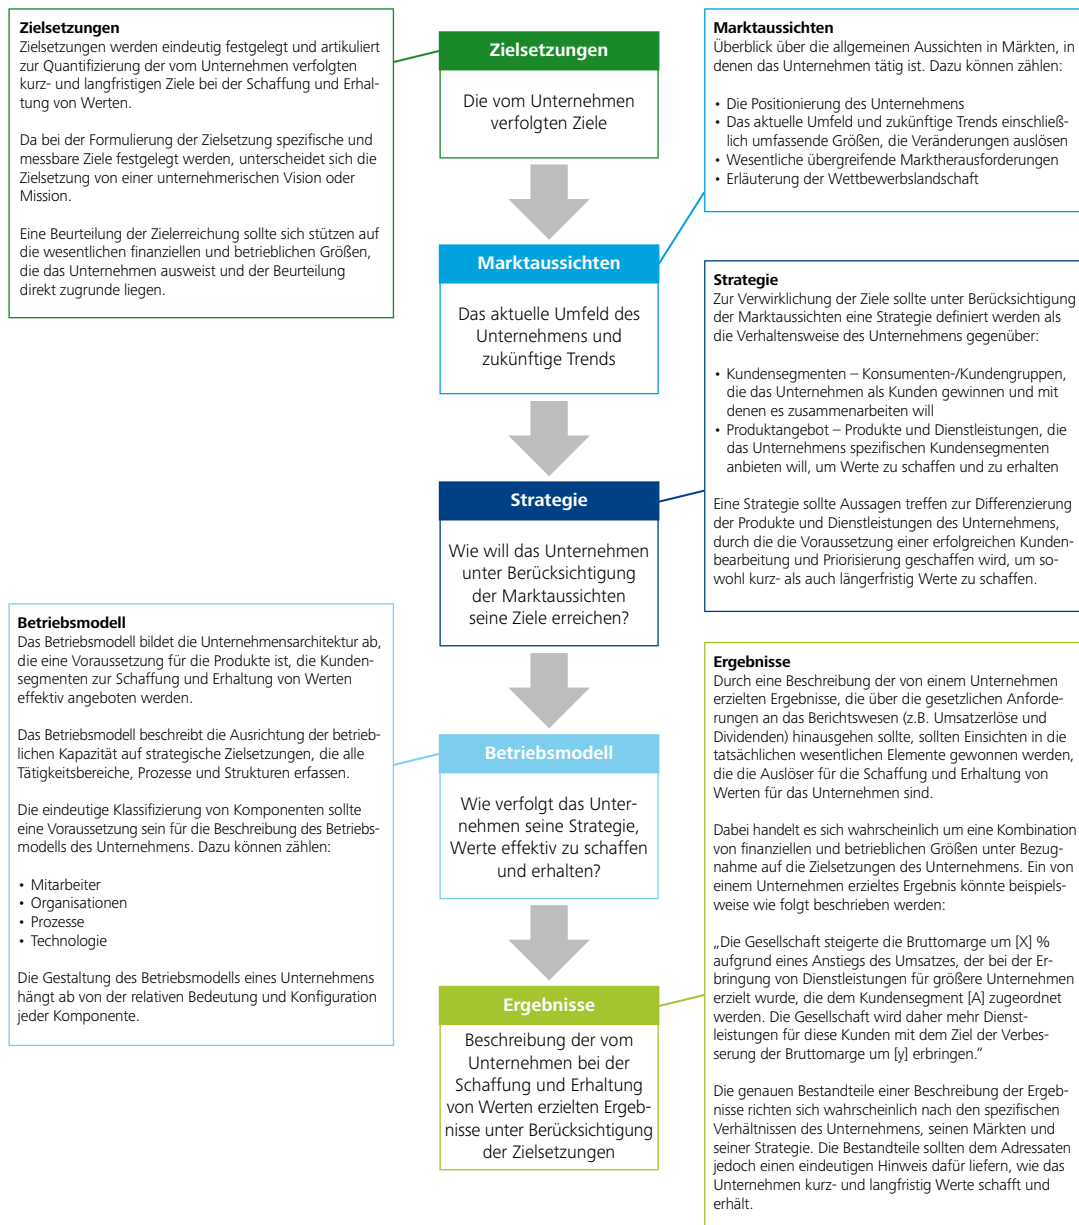 Zielsetzungen
Zielsetzungen werden eindeutig festgelegt und artikuliert
zur Quantifizierung der vom Unternehmen verfolgten
kurz- und langfristigen Ziele bei der Schaffung und Erhal-
tung von Werten.
Da bei der Formulierung der Zielsetzung spezifische und
messbare Ziele festgelegt werden, unterscheidet sich die
Zielsetzung von einer unternehmerischen Vision oder
Mission.
Eine Beurteilung der Zielerreichung sollte sich stützen auf
die wesentlichen finanziellen und betrieblichen Größen,
die das Unternehmen ausweist und der Beurteilung
direkt zugrunde liegen.
Zielsetzungen
Die vom Unternehmen
verfolgten Ziele
Marktaussichten
Überblick über die allgemeinen Aussichten in Märkten, in
denen das Unternehmen tätig ist. Dazu können zählen:
• Die Positionierung des Unternehmens
• Das aktuelle Umfeld und zukünftige Trends einschließ-
lich umfassende Größen, die Veränderungen auslösen
• Wesentliche übergreifende Marktherausforderungen
• Erläuterung der Wettbewerbslandschaft
Marktaussichten
Das aktuelle Umfeld des
Unternehmens und
zukünftige Trends
Strategie
Zur Verwirklichung der Ziele sollte unter Berücksichtigung
der Marktaussichten eine Strategie definiert werden als
die Verhaltensweise des Unternehmens gegenüber:
• Kundensegmenten – Konsumenten-/Kundengruppen,
die das Unternehmen als Kunden gewinnen und mit
denen es zusammenarbeiten will
• Produktangebot – Produkte und Dienstleistungen, die
das Unternehmens spezifischen Kundensegmenten
anbieten will, um Werte zu schaffen und zu erhalten
Eine Strategie sollte Aussagen treffen zur Differenzierung
der Produkte und Dienstleistungen des Unternehmens,
durch die die Voraussetzung einer erfolgreichen Kunden-
bearbeitung und Priorisierung geschaffen wird, um so-
wohl kurz- als auch längerfristig Werte zu schaffen.
Strategie
Wie will das Unternehmen
unter Berücksichtigung
der Marktaussichten
seine Ziele erreichen?
Betriebsmodell
Das Betriebsmodell bildet die Unternehmensarchitektur ab,
die eine Voraussetzung für die Produkte ist, die Kunden-
segmenten zur Schaffung und Erhaltung von Werten
effektiv angeboten werden.
Das Betriebsmodell beschreibt die Ausrichtung der betrieb-
lichen Kapazität auf strategische Zielsetzungen, die alle
Tätigkeitsbereiche, Prozesse und Strukturen erfassen.
Die eindeutige Klassifizierung von Komponenten sollte
eine Voraussetzung sein für die Beschreibung des Betriebs-
modells des Unternehmens. Dazu können zählen:
• Mitarbeiter
• Organisationen
• Prozesse
• Technologie
Die Gestaltung des Betriebsmodells eines Unternehmens
hängt ab von der relativen Bedeutung und Konfiguration
jeder Komponente.
Betriebsmodell
Wie verfolgt das Unter-
nehmen seine Strategie,
Werte effektiv zu schaffen
und erhalten?
Ergebnisse
Durch eine Beschreibung der von einem Unternehmen
erzielten Ergebnisse, die über die gesetzlichen Anforde-
rungen an das Berichtswesen (z.B. Umsatzerlöse und
Dividenden) hinausgehen sollte, sollten Einsichten in die
tatsächlichen wesentlichen Elemente gewonnen werden,
die die Auslöser für die Schaffung und Erhaltung von
Werten für das Unternehmen sind.
Dabei handelt es sich wahrscheinlich um eine Kombination
von finanziellen und betrieblichen Größen unter Bezug-
nahme auf die Zielsetzungen des Unternehmens. Ein von
einem Unternehmen erzieltes Ergebnis könnte beispiels-
weise wie folgt beschrieben werden:
„Die Gesellschaft steigerte die Bruttomarge um [X] %
aufgrund eines Anstiegs des Umsatzes, der bei der Er-
bringung von Dienstleistungen für größere Unternehmen
erzielt wurde, die dem Kundensegment [A] zugeordnet
werden. Die Gesellschaft wird daher mehr Dienst-
leistungen für diese Kunden mit dem Ziel der Verbes-
serung der Bruttomarge um [y] erbringen.“
Die genauen Bestandteile einer Beschreibung der Ergeb-
nisse richten sich wahrscheinlich nach den spezifischen
Verhältnissen des Unternehmens, seinen Märkten und
seiner Strategie. Die Bestandteile sollten dem Adressaten
jedoch einen eindeutigen Hinweis dafür liefern, wie das
Unternehmen kurz- und langfristig Werte schafft und
erhält.
Ergebnisse
Beschreibung der vom
Unternehmen bei der
Schaffung und Erhaltung
von Werten erzielten Ergeb-
nisse unter Berücksichtigung
der Zielsetzungen